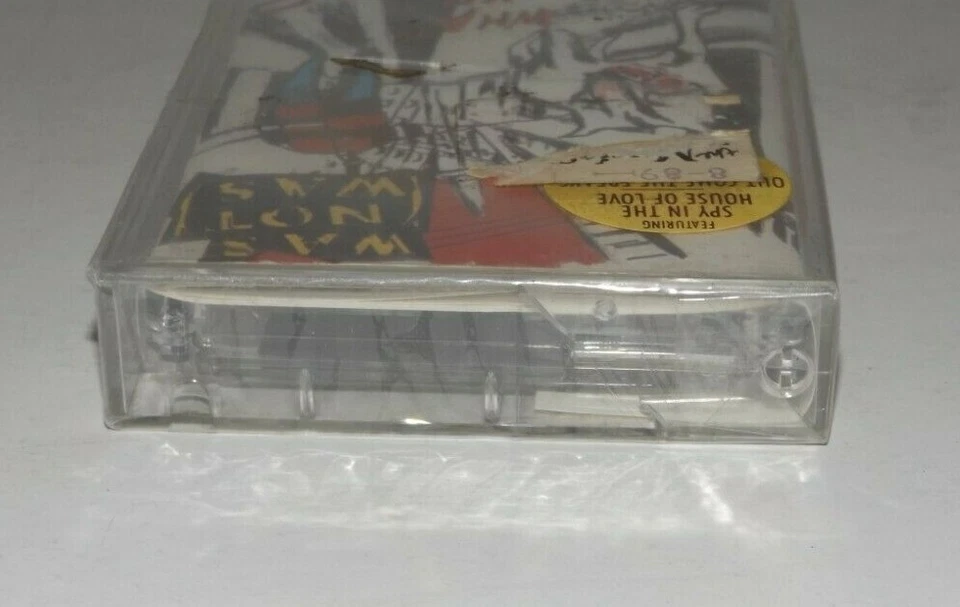 FEATURING
SPY IN THE
HOUSE OF LOVE
OUT COME THE FREAKS
WAS
(NOT)
WAS